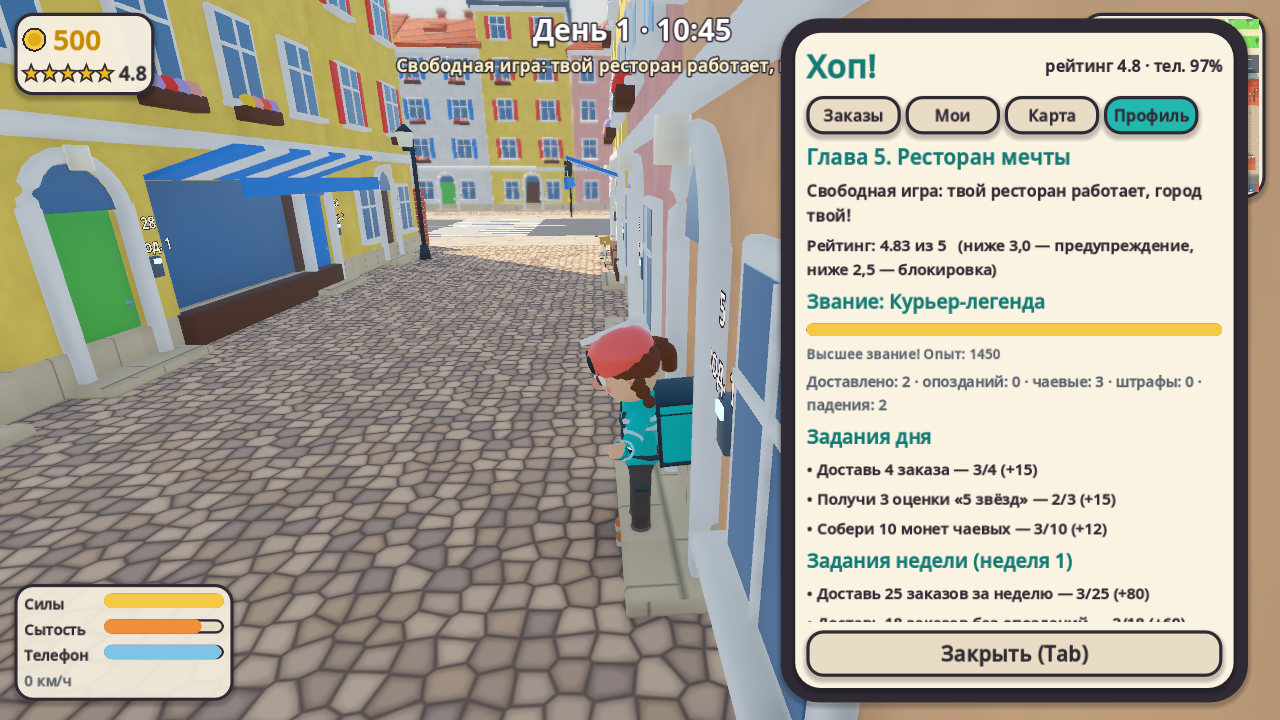 500
4.8
День 1 · 10:45
Свободная игра: твой ресторан работает,
28
Хоп!
рейтинг 4.8 · тел. 97%
Заказы
Мои
Карта
Профиль
Глава 5. Ресторан мечты
Свободная игра: твой ресторан работает, город
твой!
Рейтинг: 4.83 из 5 (ниже 3,0 — предупреждение,
ниже 2,5 — блокировка)
Звание: Курьер-легенда
Высшее звание! Опыт: 1450
Доставлено: 2 · опозданий: 0 · чаевые: 3 · штрафы: 0 ·
падения: 2
Задания дня
• Доставь 4 заказа — 3/4 (+15)
• Получи 3 оценки «5 звёзд» — 2/3 (+15)
• Собери 10 монет чаевых — 3/10 (+12)
Задания недели (неделя 1)
• Доставь 25 заказов за неделю — 3/25 (+80)
Закрыть (Tab)
Силы
Сытость
Телефон
0 км/ч